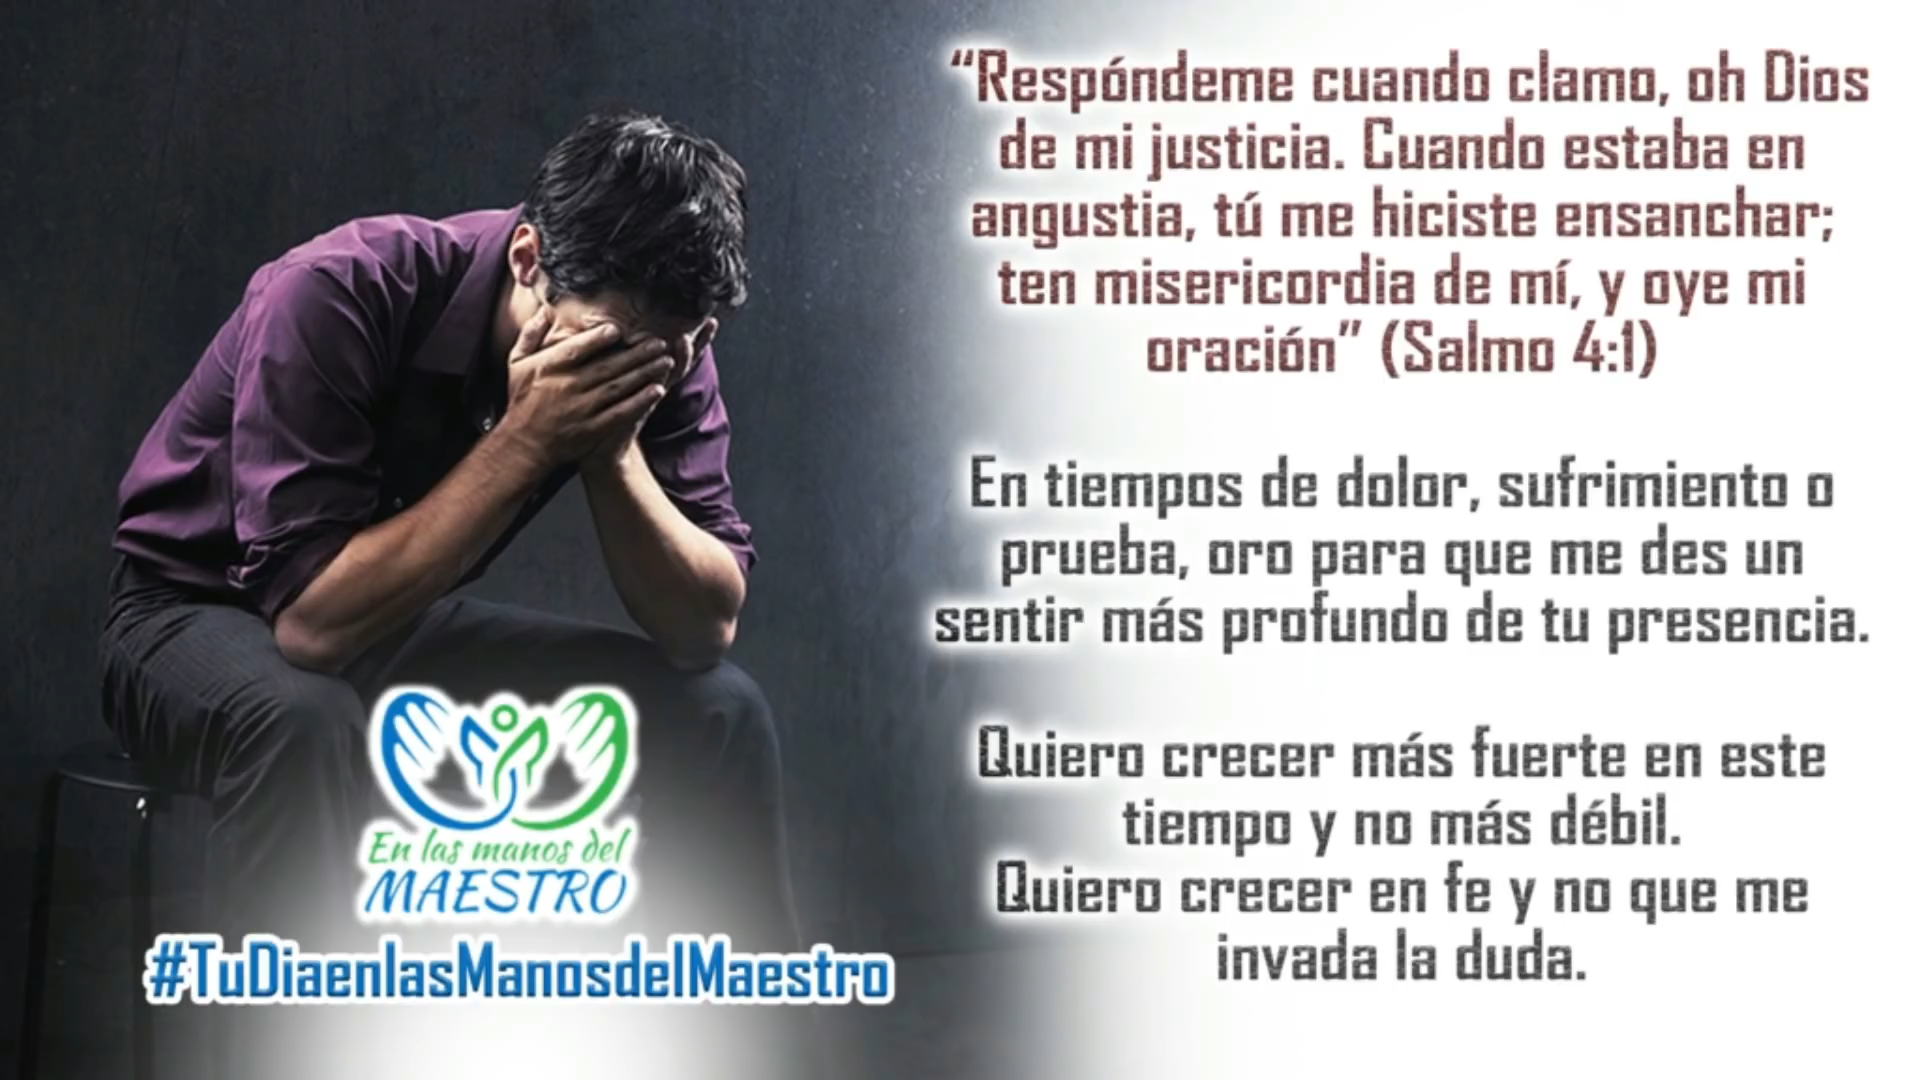 “Respóndeme cuando clamo, oh Dios
de mi justicia. Cuando estaba en
angustia, tú me hiciste ensanchar;
ten misericordia de mí, y oye mi
oración” (Salmo 4:1)
En tiempos de dolor, sufrimiento o
prueba, oro para que me des un
sentir más profundo de tu presencia.
Quiero crecer más fuerte en este
tiempo y no más débil.
Quiero crecer en fe y no que me
invada la duda.
En las manos del
MAESTRO
#TuDiaenlasManosdelMaestro